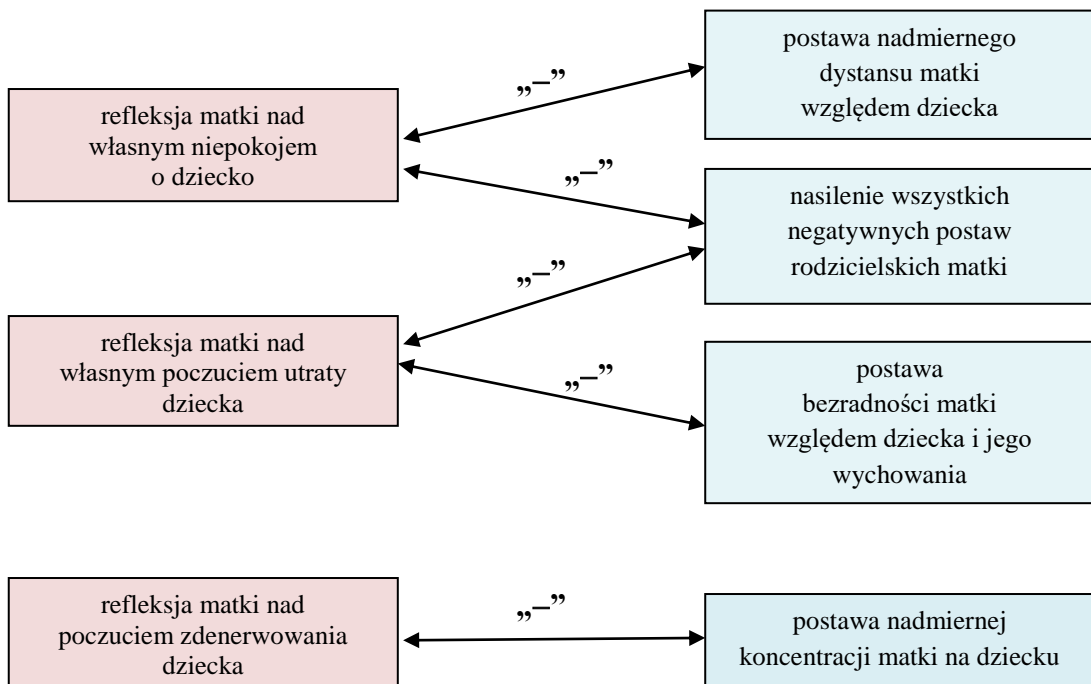 postawa nadmiernego
dystansu matki
względem dziecka
„–”
refleksja matki nad
własnym niepokojem
o dziecko
„–”
nasilenie wszystkich
negatywnych postaw
rodzicielskich matki
„–”
refleksja matki nad
własnym poczuciem utraty
dziecka
„–”
postawa
bezradności matki
względem dziecka i jego
wychowania
refleksja matki nad
poczuciem zdenerwowania
dziecka
„–”
postawa nadmiernej
koncentracji matki na dziecku